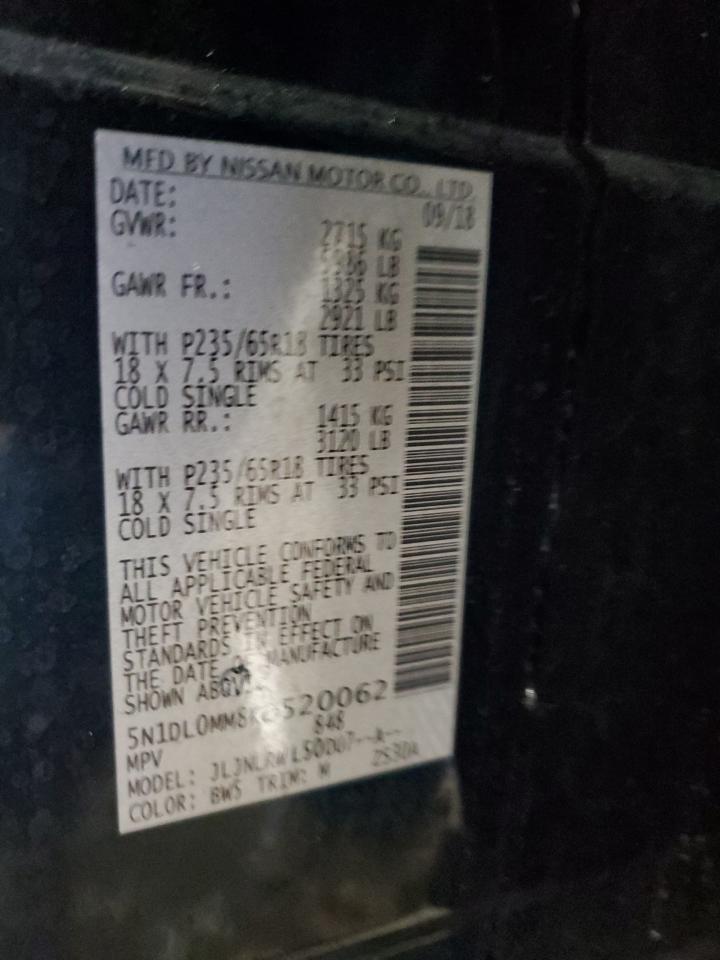 MFD BY NISSAN MOTOR CO., LTD.
DATE: 09/18
GVWR: 2715 KG
5986 LB
GAWR FR.: 1325 KG
2921 LB
WITH P235/65R18 TIRES
18 X 7.5 RIMS AT 33 PSI
COLD SINGLE
GAWR RR.: 1415 KG
3120 LB
WITH P235/65R18 TIRES
18 X 7.5 RIMS AT 33 PSI
COLD SINGLE
THIS VEHICLE CONFORMS TO
ALL APPLICABLE FEDERAL
MOTOR VEHICLE SAFETY AND
THEFT PREVENTION
STANDARDS IN EFFECT ON
THE DATE OF MANUFACTURE
SHOWN ABOVE.
MPV 848
MODEL:
COLOR: BW5 TRIM: W